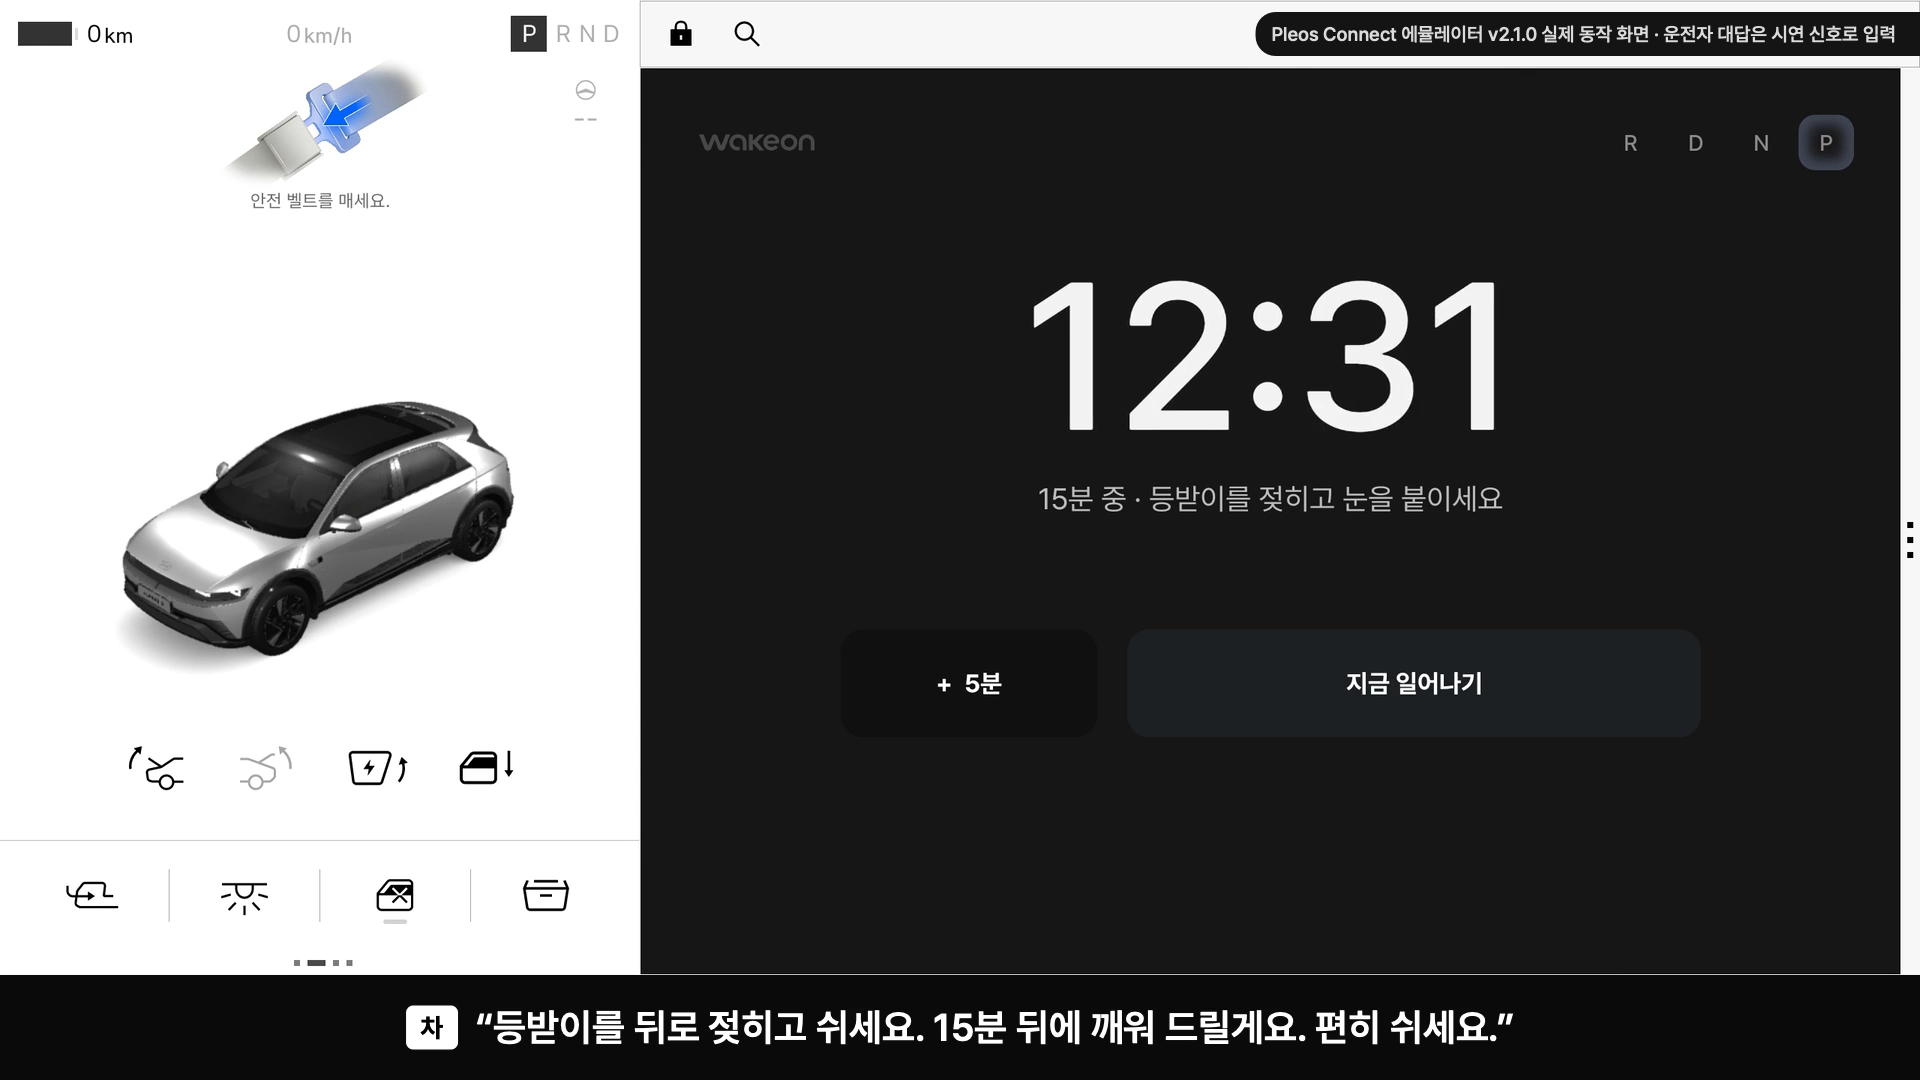 0 km
0 km/h
P R N D
Pleos Connect 에뮬레이터 v2.1.0 실제 동작 화면 · 운전자 대답은 시연 신호로 입력
안전 벨트를 매세요.
wakeon
R D N P
12:31
15분 중 · 등받이를 젖히고 눈을 붙이세요
+ 5분
지금 일어나기
차 “등받이를 뒤로 젖히고 쉬세요. 15분 뒤에 깨워 드릴게요. 편히 쉬세요.”